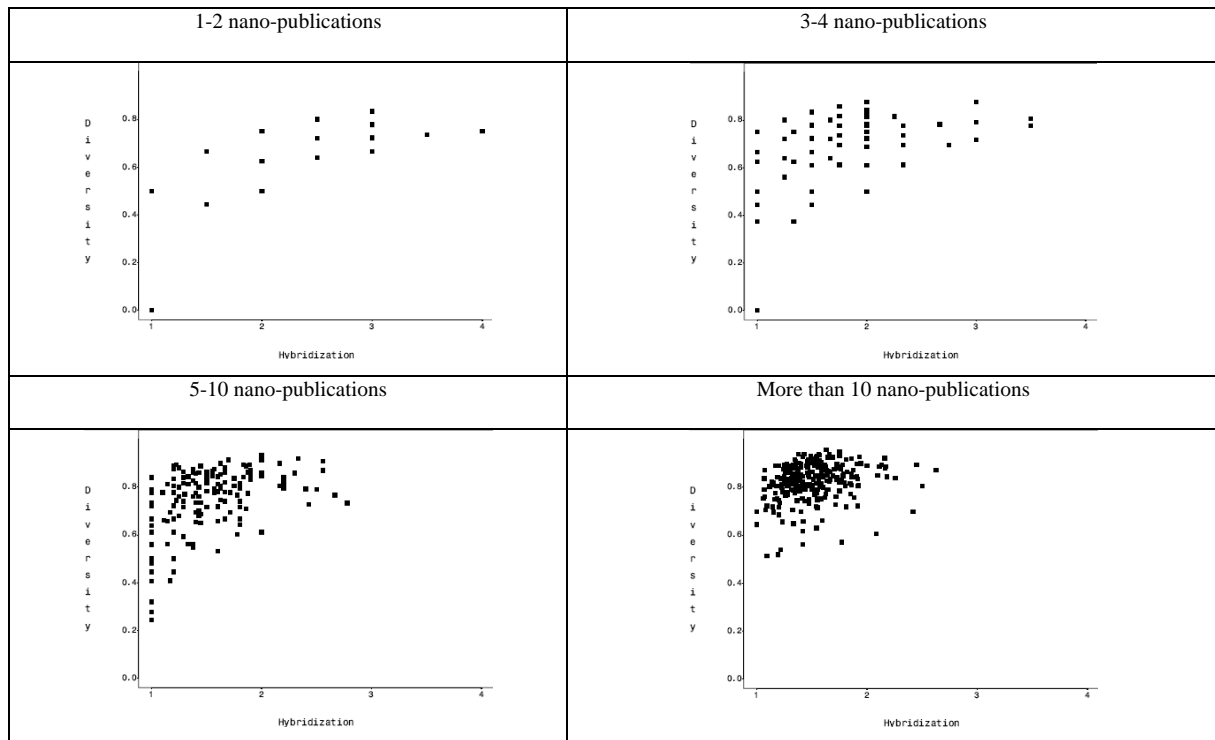 1-2 nano-publications
3-4 nano-publications
Diversity
0.8
0.6
0.4
0.2
0.0
1 2 3 4
Hybridization
Diversity
0.8
0.6
0.4
0.2
0.0
1 2 3 4
Hybridization
5-10 nano-publications
More than 10 nano-publications
Diversity
0.8
0.6
0.4
0.2
0.0
1 2 3 4
Hybridization
Diversity
0.8
0.6
0.4
0.2
0.0
1 2 3 4
Hybridization